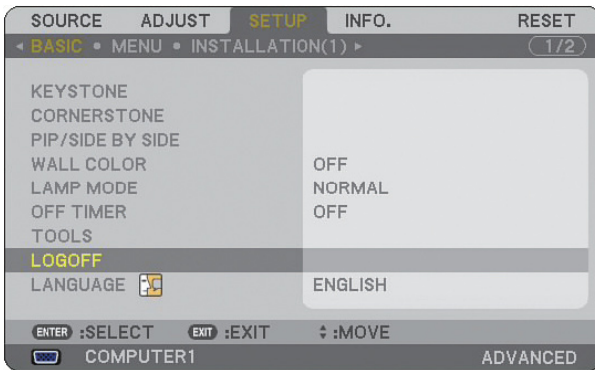 SOURCE ADJUST SETUP INFO. RESET
◂ BASIC • MENU • INSTALLATION(1) ▸ 1/2
KEYSTONE
CORNERSTONE
PIP/SIDE BY SIDE
WALL COLOR OFF
LAMP MODE NORMAL
OFF TIMER OFF
TOOLS
LOGOFF
LANGUAGE ENGLISH
ENTER :SELECT EXIT :EXIT :MOVE
COMPUTER1 ADVANCED